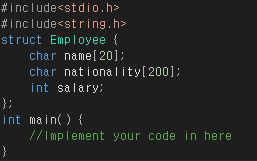 #include<stdio.h>
#include<string.h>
struct Employee {
    char name[20];
    char nationality[200];
    int salary;
};
int main() {
    //Implement your code in here
}